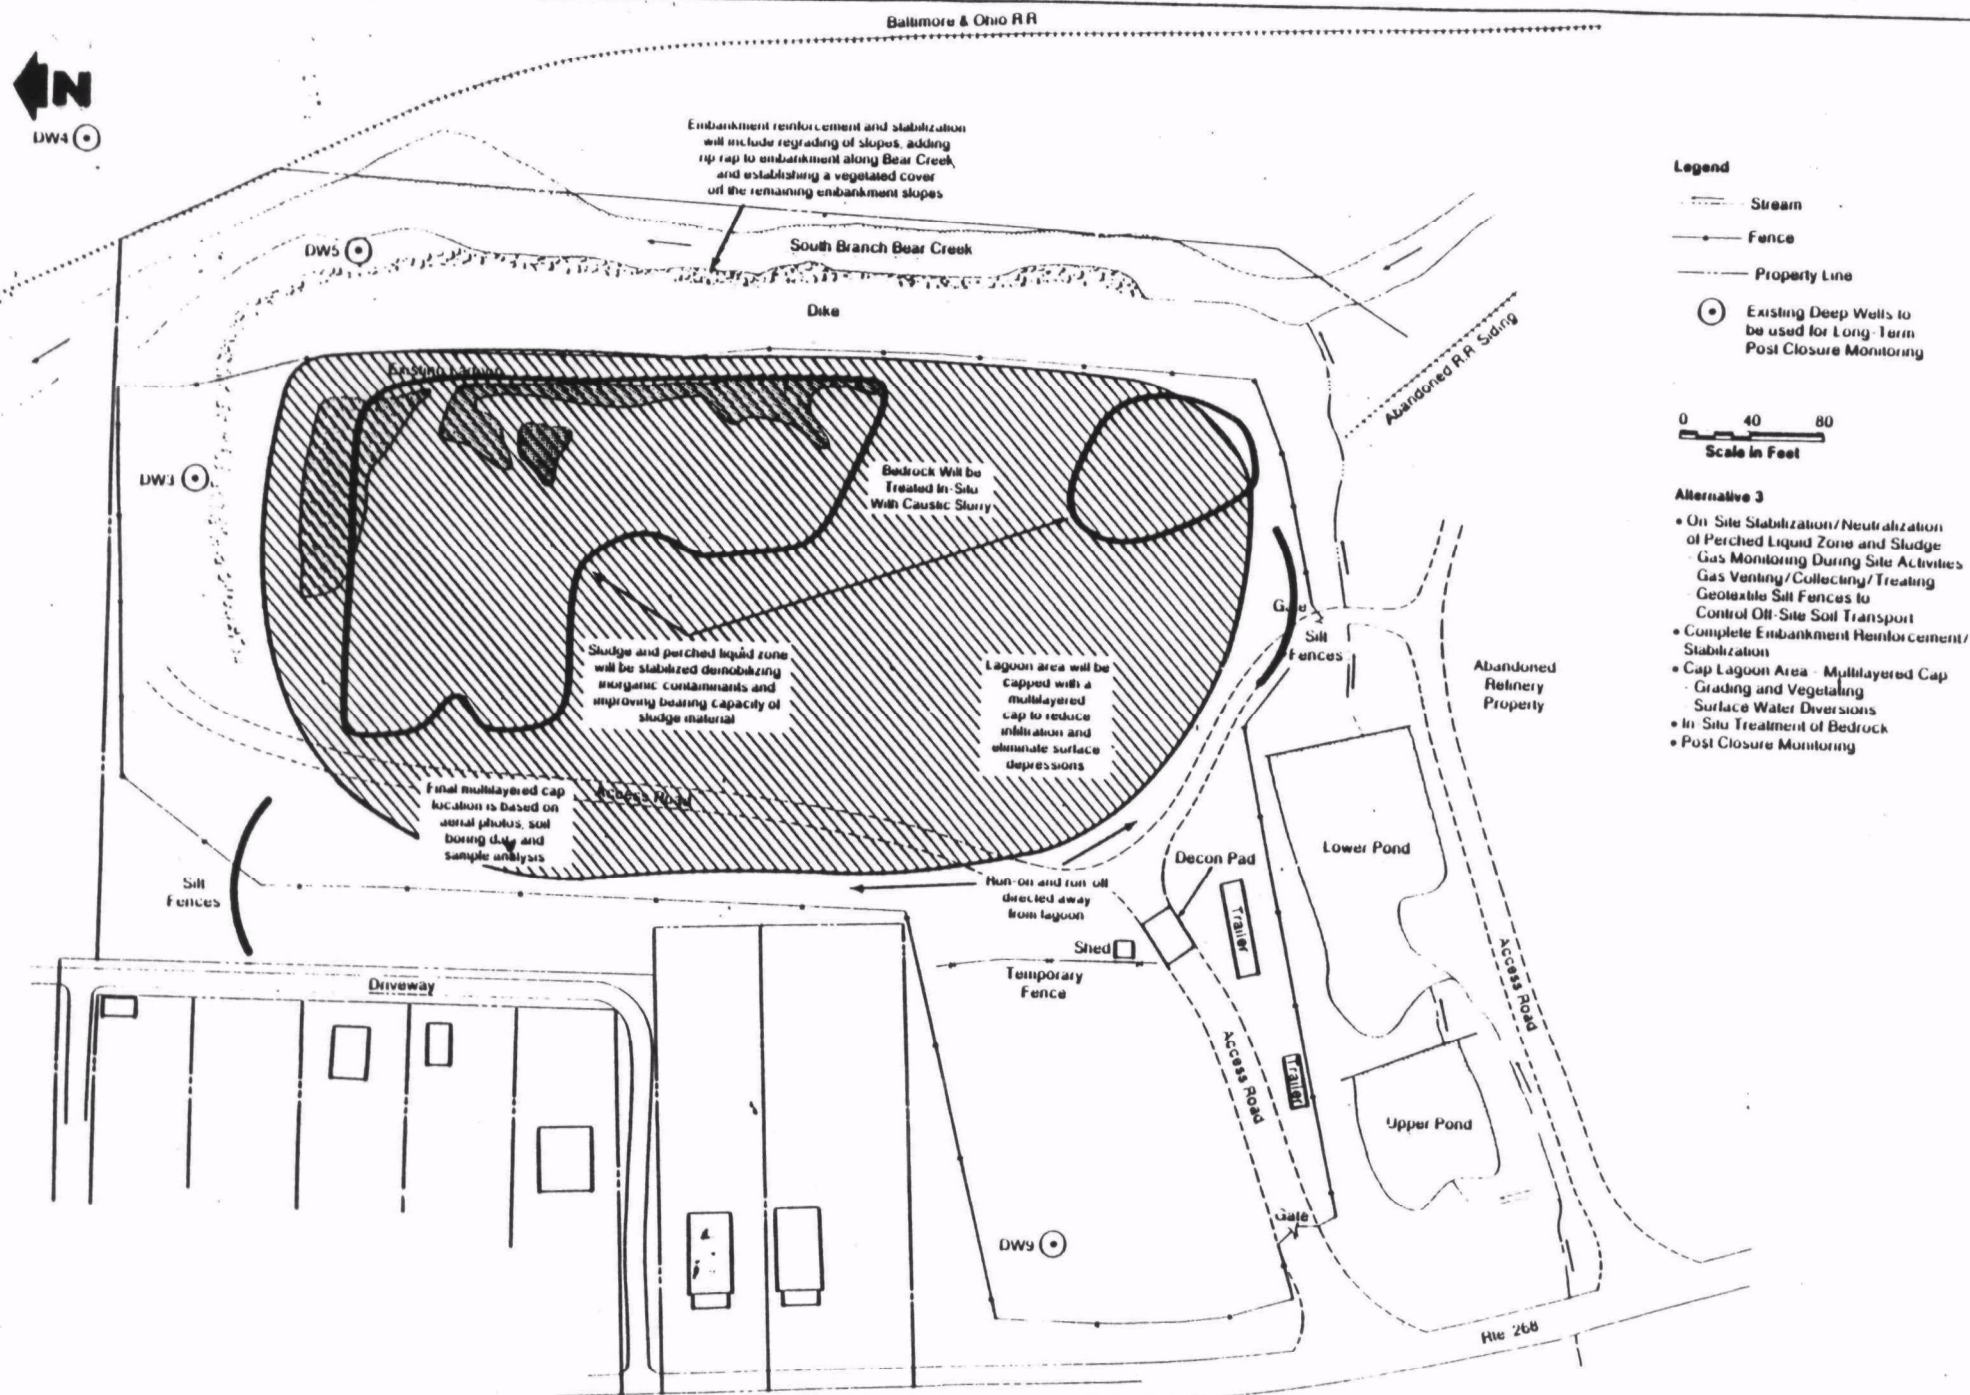 Baltimore & Ohio R.R
N
DW4
Embankment reinforcement and stabilization
will include regrading of slopes, adding
rip rap to embankment along Bear Creek,
and establishing a vegetated cover
on the remaining embankment slopes
DW5
South Branch Bear Creek
Dike
Existing Lagoon
DW3
Bedrock Will be
Treated In-Situ
With Caustic Slurry
Abandoned R.R Siding
Sludge and perched liquid zone
will be stabilized demobilizing
inorganic contaminants and
improving bearing capacity of
sludge material
Lagoon area will be
capped with a
multilayered
cap to reduce
infiltration and
eliminate surface
depressions
Gate
Silt
Fences
Abandoned
Refinery
Property
Final multilayered cap
location is based on
aerial photos, soil
boring data and
sample analysis
Access Road
Silt
Fences
Run-on and run off
directed away
from lagoon
Decon Pad
Trailer
Lower Pond
Shed
Temporary
Fence
Access Road
Driveway
Access Road
Trailer
Upper Pond
Gate
DW9
Rte 268
Legend
Stream
Fence
Property Line
Existing Deep Wells to
be used for Long-Term
Post Closure Monitoring
0 40 80
Scale in Feet
Alternative 3
• On Site Stabilization/Neutralization
of Perched Liquid Zone and Sludge
- Gas Monitoring During Site Activities
Gas Venting/Collecting/Treating
- Geotextile Silt Fences to
Control Off-Site Soil Transport
• Complete Embankment Reinforcement/
Stabilization
• Cap Lagoon Area - Multilayered Cap
- Grading and Vegetating
Surface Water Diversions
• In-Situ Treatment of Bedrock
• Post Closure Monitoring